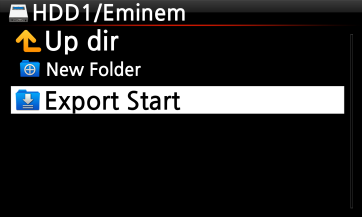 HDD1/Eminem
Up dir
New Folder
Export Start